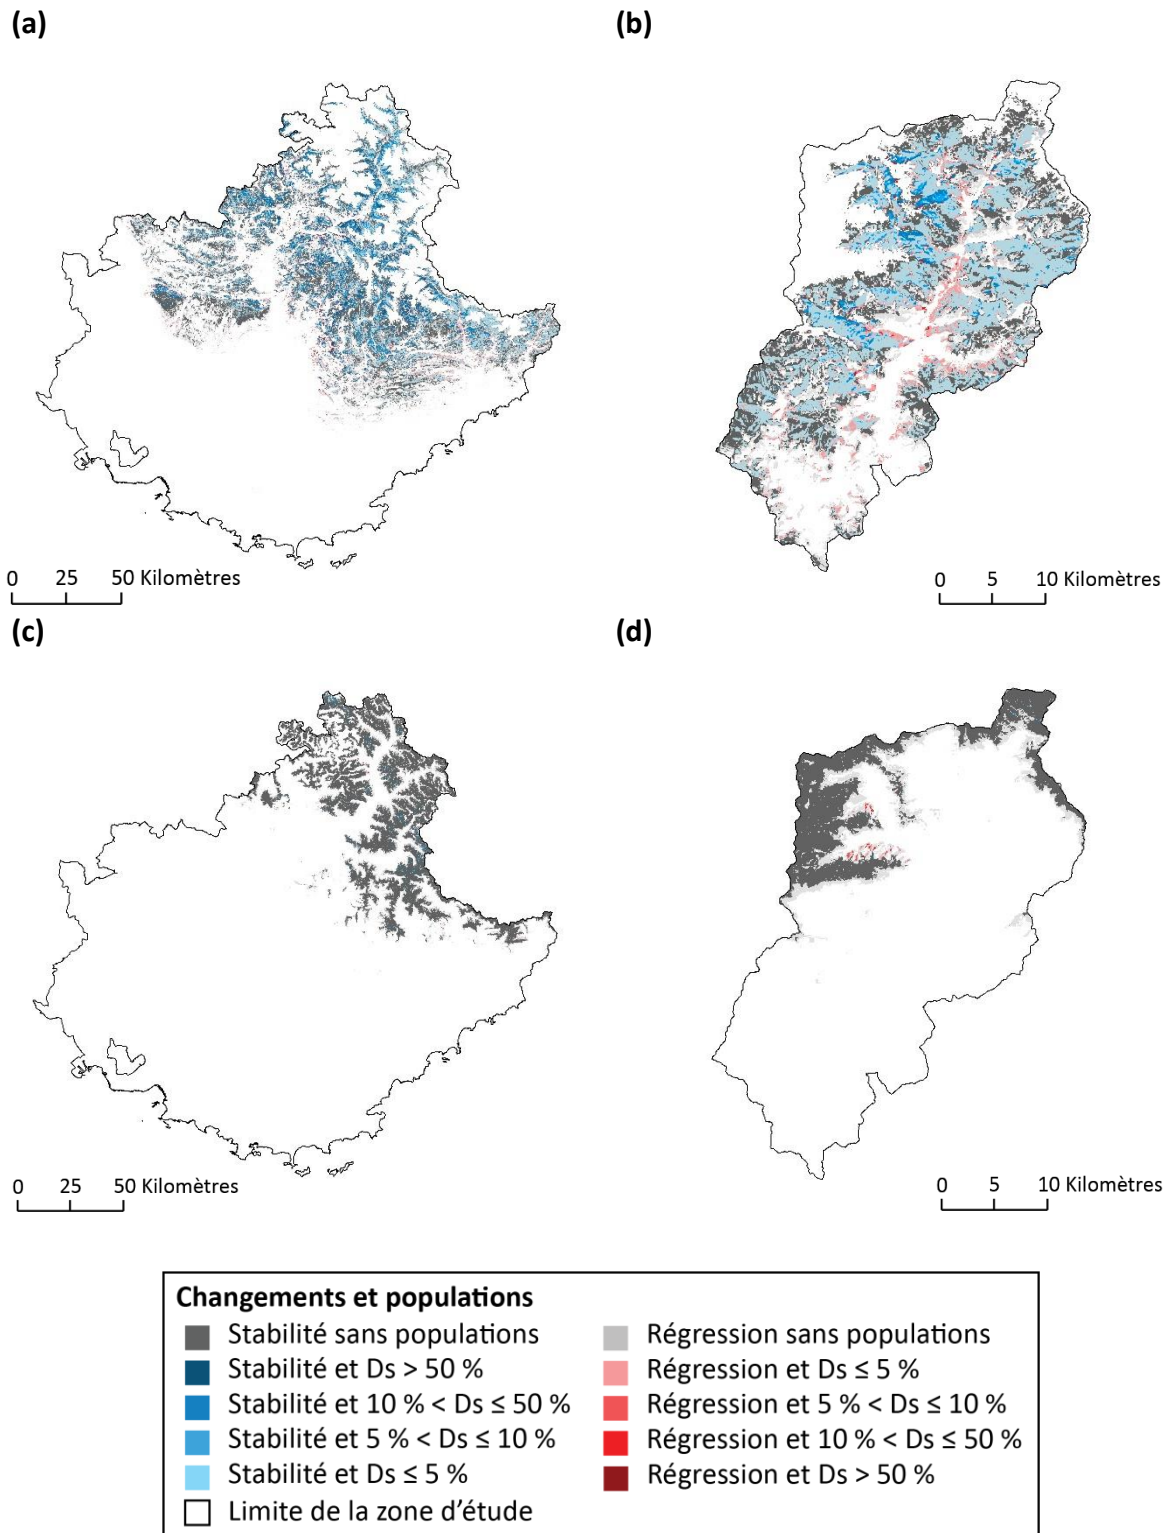 (a)
(b)
0 25 50 Kilomètres
0 5 10 Kilomètres
(c)
(d)
0 25 50 Kilomètres
0 5 10 Kilomètres
Changements et populations
Stabilité sans populations
Régression sans populations
Stabilité et Ds > 50 %
Régression et Ds ≤ 5 %
Stabilité et 10 % < Ds ≤ 50 %
Régression et 5 % < Ds ≤ 10 %
Stabilité et 5 % < Ds ≤ 10 %
Régression et 10 % < Ds ≤ 50 %
Stabilité et Ds ≤ 5 %
Régression et Ds > 50 %
Limite de la zone d’étude